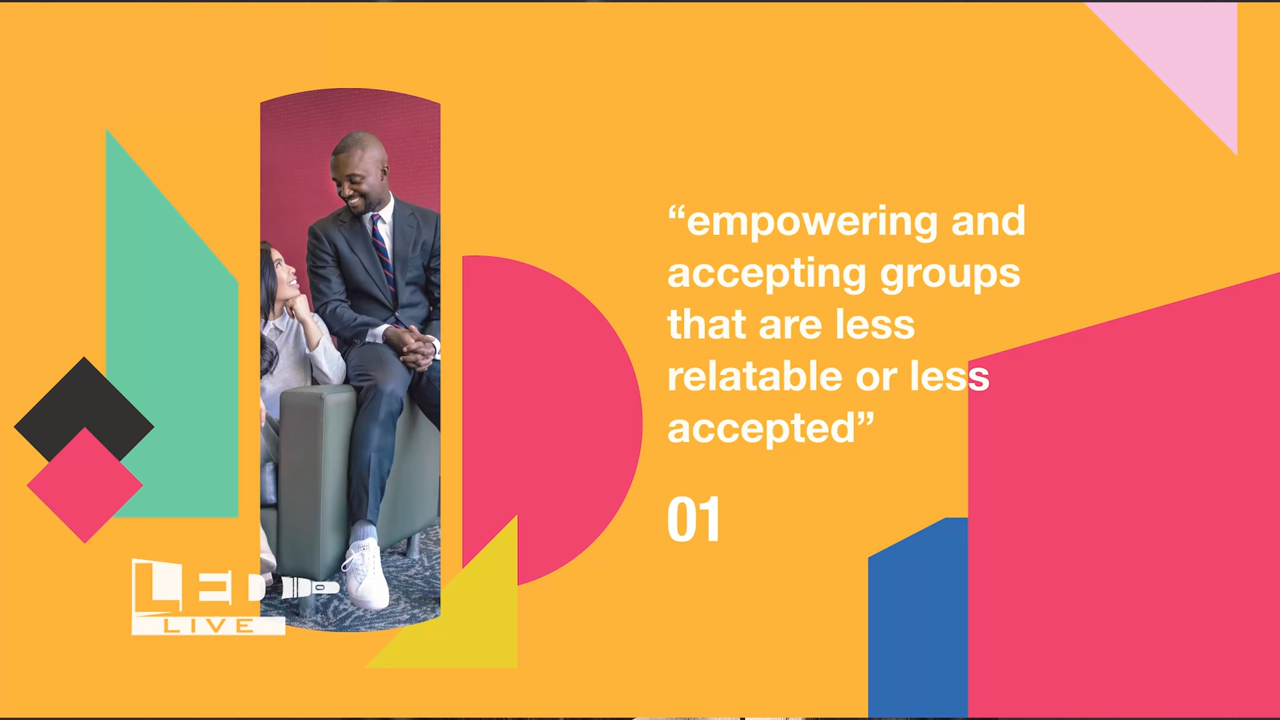 “empowering and
accepting groups
that are less
relatable or less
accepted”
01
LED
LIVE